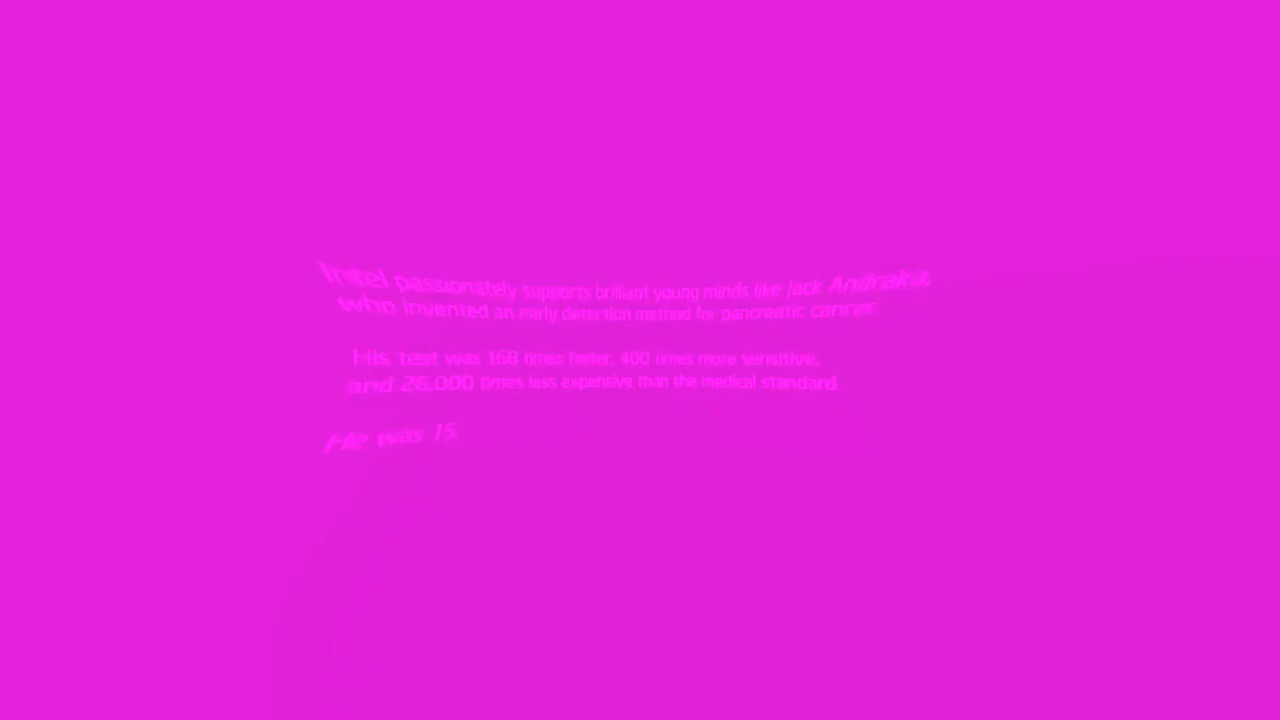 Intel passionately supports brilliant young minds like Jack Andraka,
who invented an early detection method for pancreatic cancer.
His test was 168 times faster, 400 times more sensitive,
and 26,000 times less expensive than the medical standard.
He was 15.